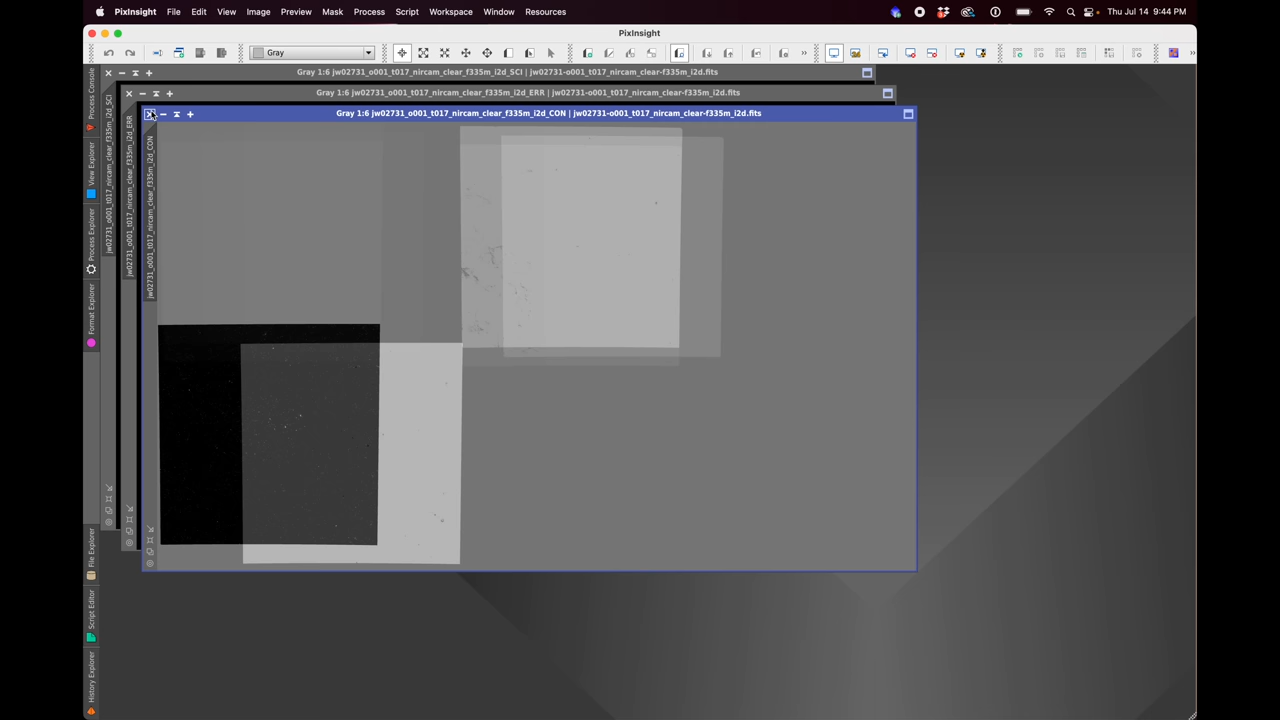 PixInsight File Edit View Image Preview Mask Process Script Workspace Window Resources Thu Jul 14 9:44 PM
PixInsight
Gray
Gray 1:6 jw02731_o001_t017_nircam_clear_f335m_i2d_SCI | jw02731-o001_t017_nircam_clear-f335m_i2d.fits
Gray 1:6 jw02731_o001_t017_nircam_clear_f335m_i2d_ERR | jw02731-o001_t017_nircam_clear-f335m_i2d.fits
Gray 1:6 jw02731_o001_t017_nircam_clear_f335m_i2d_CON | jw02731-o001_t017_nircam_clear-f335m_i2d.fits
Process Console
View Explorer
Process Explorer
Format Explorer
File Explorer
Script Editor
History Explorer
jw02731_o001_t017_nircam_clear_f335m_i2d_SCI
jw02731_o001_t017_nircam_clear_f335m_i2d_ERR
jw02731_o001_t017_nircam_clear_f335m_i2d_CON